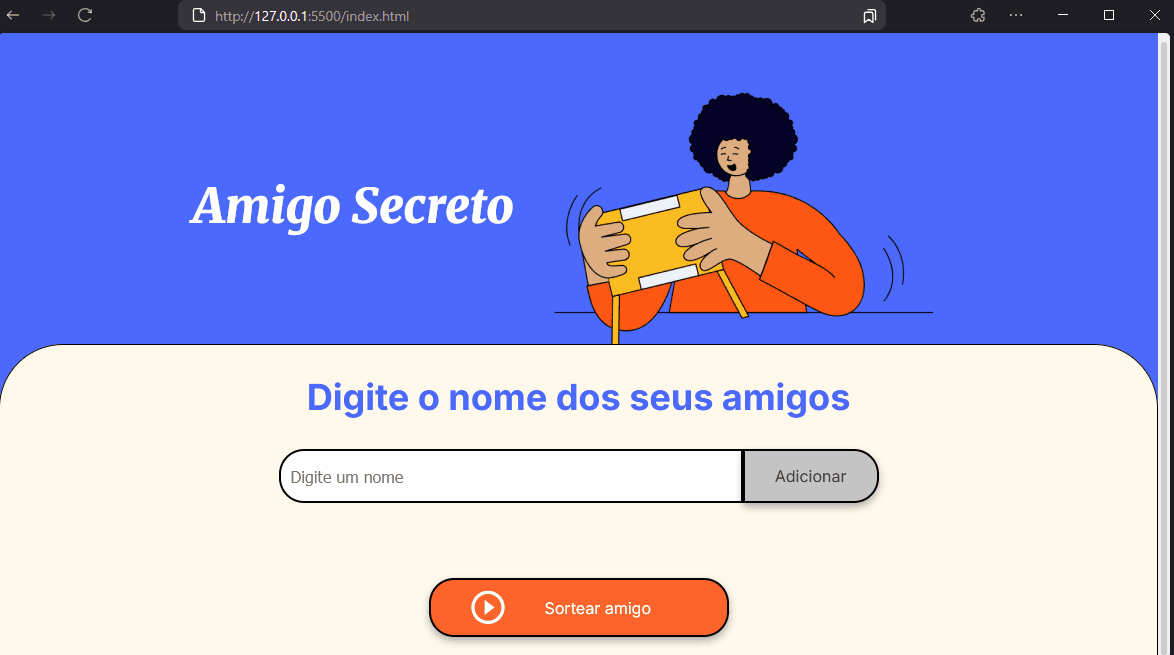 http://127.0.0.1:5500/index.html
Amigo Secreto
Digite o nome dos seus amigos
Digite um nome
Adicionar
Sortear amigo